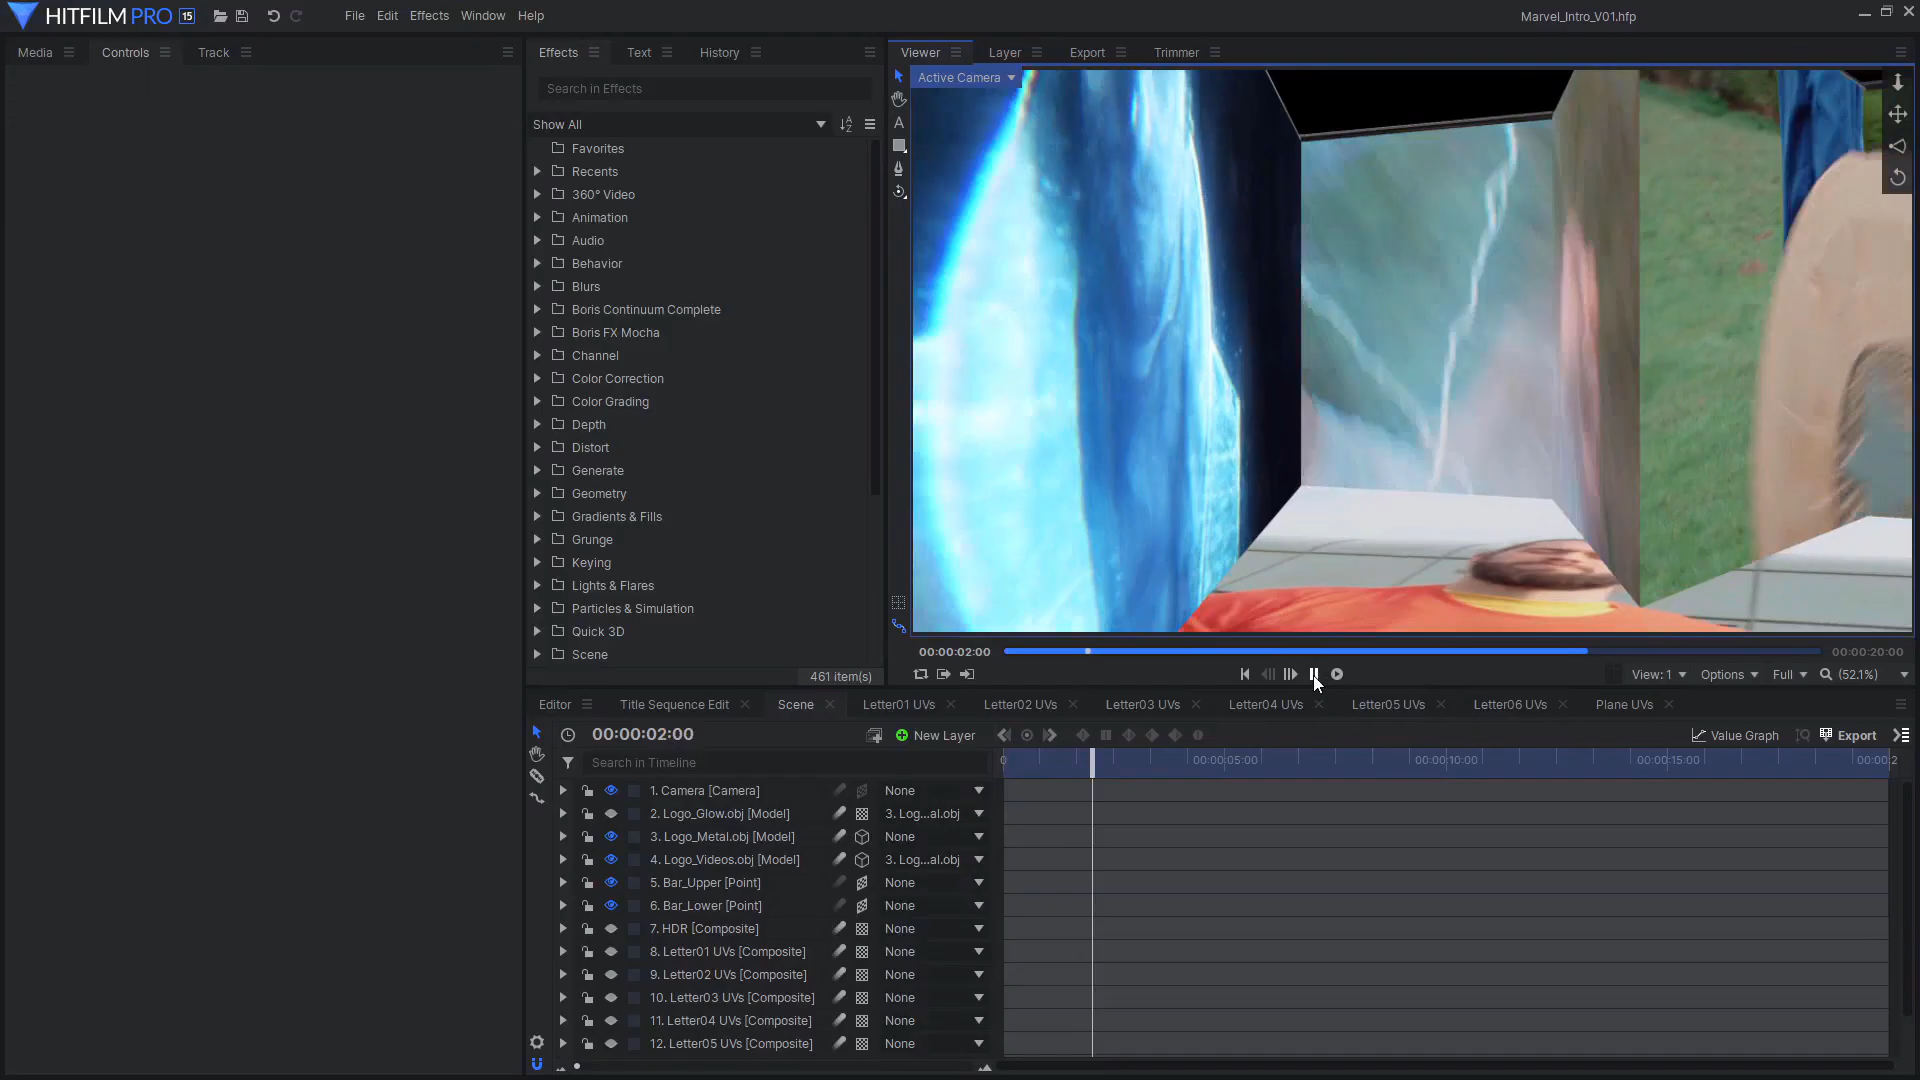 HITFILM PRO 15
File Edit Effects Window Help
Marvel_Intro_V01.hfp
Media Controls Track
Effects Text History
Viewer Layer Export Trimmer
Search in Effects
Active Camera
Show All
Favorites
Recents
360° Video
Animation
Audio
Behavior
Blurs
Boris Continuum Complete
Boris FX Mocha
Channel
Color Correction
Color Grading
Depth
Distort
Generate
Geometry
Gradients & Fills
Grunge
Keying
Lights & Flares
Particles & Simulation
Quick 3D
Scene
461 item(s)
00:00:02:00
00:00:20:00
View: 1 Options Full (52.1%)
Editor Title Sequence Edit Scene Letter01 UVs Letter02 UVs Letter03 UVs Letter04 UVs Letter05 UVs Letter06 UVs Plane UVs
00:00:02:00 New Layer Value Graph Export
Search in Timeline
0 00:00:05:00 00:00:10:00 00:00:15:00 00:00:2
1. Camera [Camera] None
2. Logo_Glow.obj [Model] 3. Log...al.obj
3. Logo_Metal.obj [Model] None
4. Logo_Videos.obj [Model] 3. Log...al.obj
5. Bar_Upper [Point] None
6. Bar_Lower [Point] None
7. HDR [Composite] None
8. Letter01 UVs [Composite] None
9. Letter02 UVs [Composite] None
10. Letter03 UVs [Composite] None
11. Letter04 UVs [Composite] None
12. Letter05 UVs [Composite] None